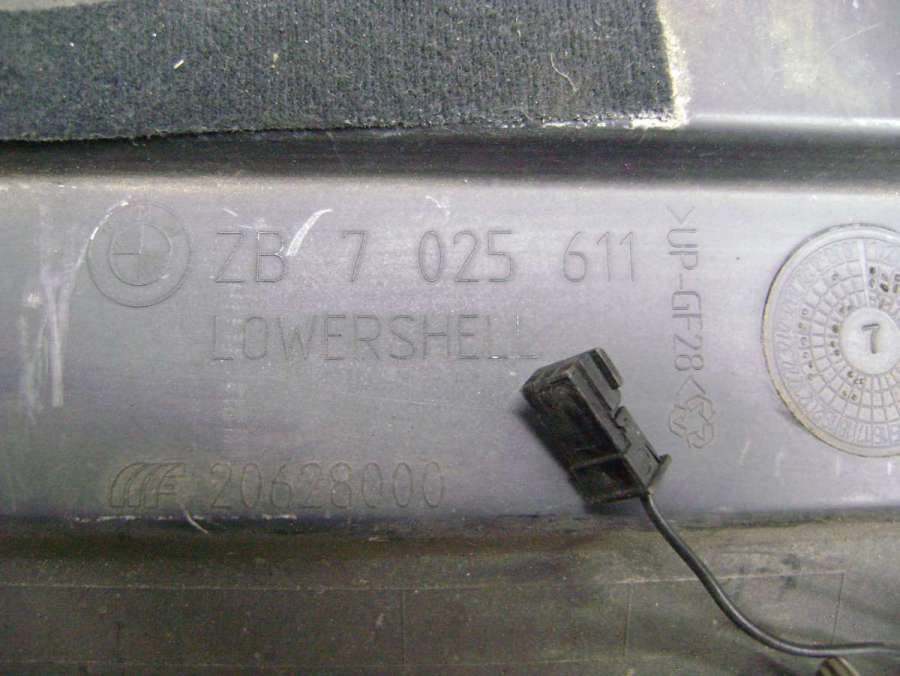 ZB 7 025 611
LOWERSHELL
>UP-GF28<
20628000
7